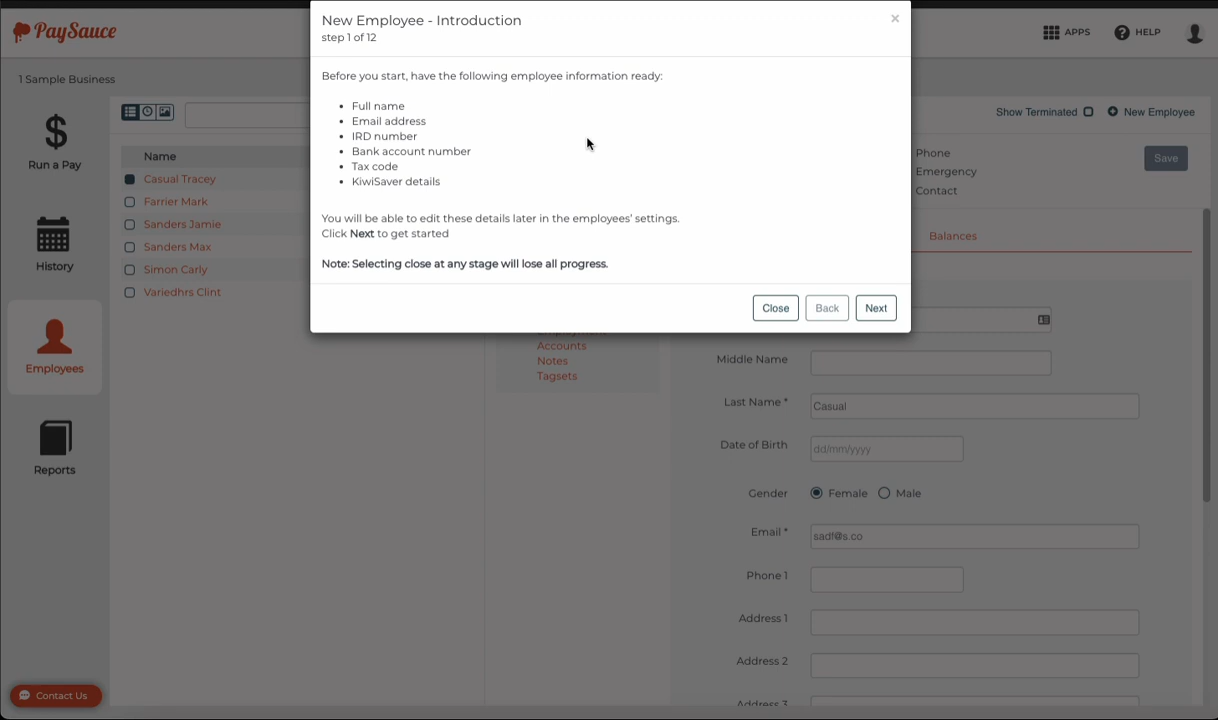 New Employee - Introduction
step 1 of 12
×
Before you start, have the following employee information ready:
• Full name
• Email address
• IRD number
• Bank account number
• Tax code
• KiwiSaver details
You will be able to edit these details later in the employees' settings.
Click Next to get started
Note: Selecting close at any stage will lose all progress.
Close
Back
Next
PaySauce
APPS
HELP
1 Sample Business
Run a Pay
History
Employees
Reports
Contact Us
Show Terminated
New Employee
Name
Casual Tracey
Farrier Mark
Sanders Jamie
Sanders Max
Simon Carly
Variedhrs Clint
Phone
Emergency
Contact
Save
Balances
Accounts
Notes
Tagsets
Middle Name
Last Name *
Casual
Date of Birth
dd/mm/yyyy
Gender
Female
Male
Email *
sadf@s.co
Phone 1
Address 1
Address 2
Address 3